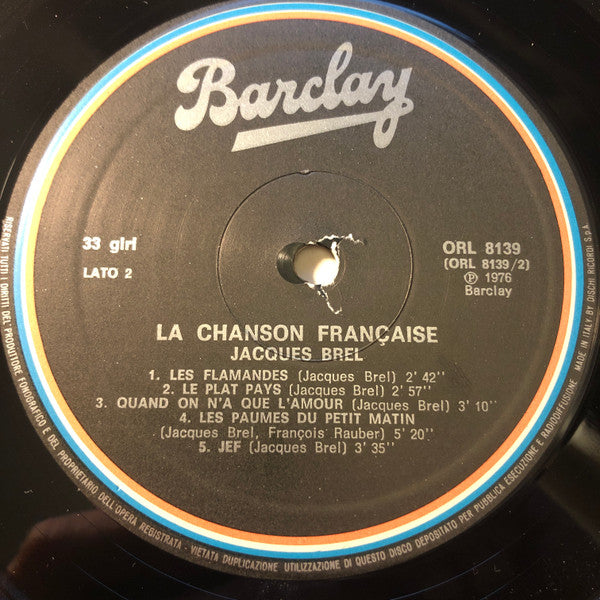 Barclay
33 giri
LATO 2
ORL 8139
(ORL 8139/2)
℗ 1976
Barclay
LA CHANSON FRANÇAISE
JACQUES BREL
1. LES FLAMANDES (Jacques Brel) 2' 42"
2. LE PLAT PAYS (Jacques Brel) 2' 57"
3. QUAND ON N'A QUE L'AMOUR (Jacques Brel) 3' 10"
4. LES PAUMES DU PETIT MATIN
(Jacques Brel, François Rauber) 5' 20"
5. JEF (Jacques Brel) 3' 35"
RISERVATI TUTTI I DIRITTI DEL PRODUTTORE FONOGRAFICO E DEL PROPRIETARIO DELL'OPERA REGISTRATA - VIETATA DUPLICAZIONE UTILIZZAZIONE DI QUESTO DISCO DEPOSITATO PER PUBBLICA ESECUZIONE E RADIODIFFUSIONE MADE IN ITALY BY DISCHI RICORDI S.p.A.